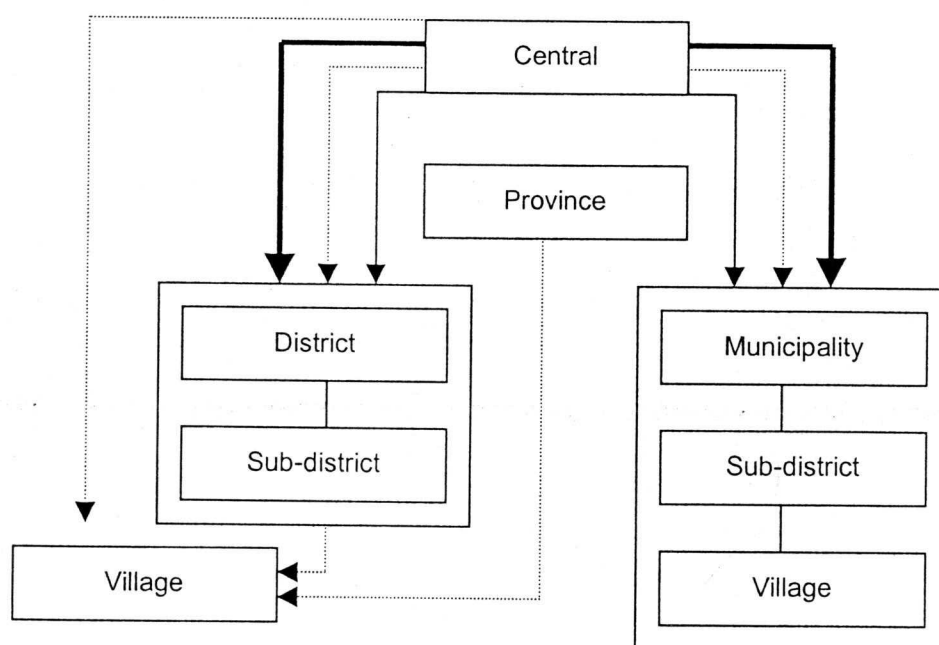 Central
Province
District
Municipality
Sub-district
Sub-district
Village
Village